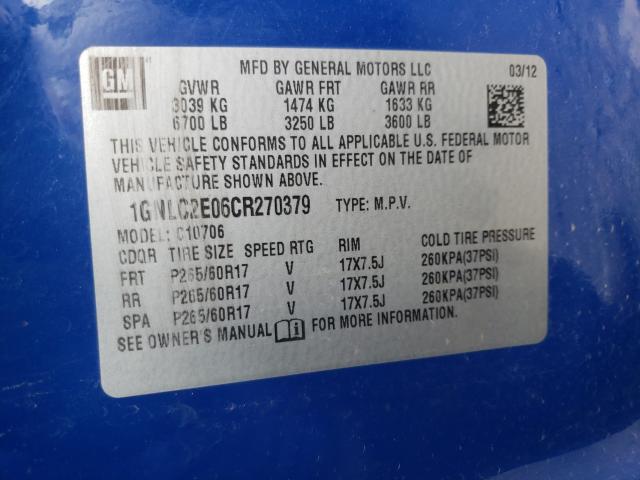 GM
MFD BY GENERAL MOTORS LLC 03/12
GVWR GAWR FRT GAWR RR
3039 KG 1474 KG 1633 KG
6700 LB 3250 LB 3600 LB
THIS VEHICLE CONFORMS TO ALL APPLICABLE U.S. FEDERAL MOTOR
VEHICLE SAFETY STANDARDS IN EFFECT ON THE DATE OF
MANUFACTURE SHOWN ABOVE.
1GNLC2E06CR270379 TYPE: M.P.V.
MODEL: C10706
CDQR TIRE SIZE SPEED RTG RIM COLD TIRE PRESSURE
FRT P265/60R17 V 17X7.5J 260KPA(37PSI)
RR P265/60R17 V 17X7.5J 260KPA(37PSI)
SPA P265/60R17 V 17X7.5J 260KPA(37PSI)
SEE OWNER'S MANUAL i FOR MORE INFORMATION.